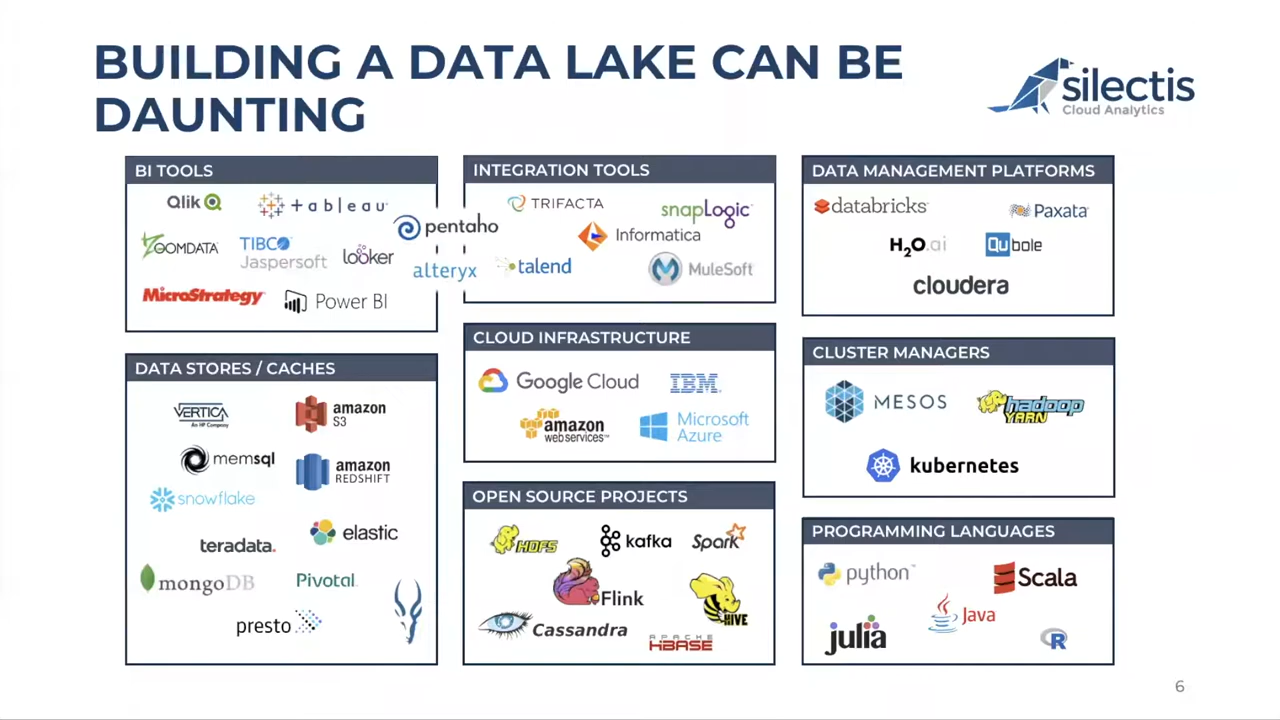 BUILDING A DATA LAKE CAN BE
DAUNTING
silectis
Cloud Analytics
BI TOOLS
Qlik
+ableau
ZOOMDATA
TIBCO
Jaspersoft
looker
pentaho
alteryx
MicroStrategy
Power BI
INTEGRATION TOOLS
TRIFACTA
snapLogic
Informatica
talend
MuleSoft
DATA MANAGEMENT PLATFORMS
databricks
Paxata
H2O.ai
Qubole
cloudera
DATA STORES / CACHES
VERTICA
An HP Company
amazon
S3
memsql
amazon
REDSHIFT
snowflake
elastic
teradata.
mongoDB
Pivotal
presto
CLOUD INFRASTRUCTURE
Google Cloud
IBM
amazon
webservices™
Microsoft
Azure
CLUSTER MANAGERS
MESOS
hadoop
YARN
kubernetes
OPEN SOURCE PROJECTS
HDFS
kafka
Spark
Flink
HIVE
Cassandra
APACHE
HBASE
PROGRAMMING LANGUAGES
python™
Scala
Java
julia
R
6